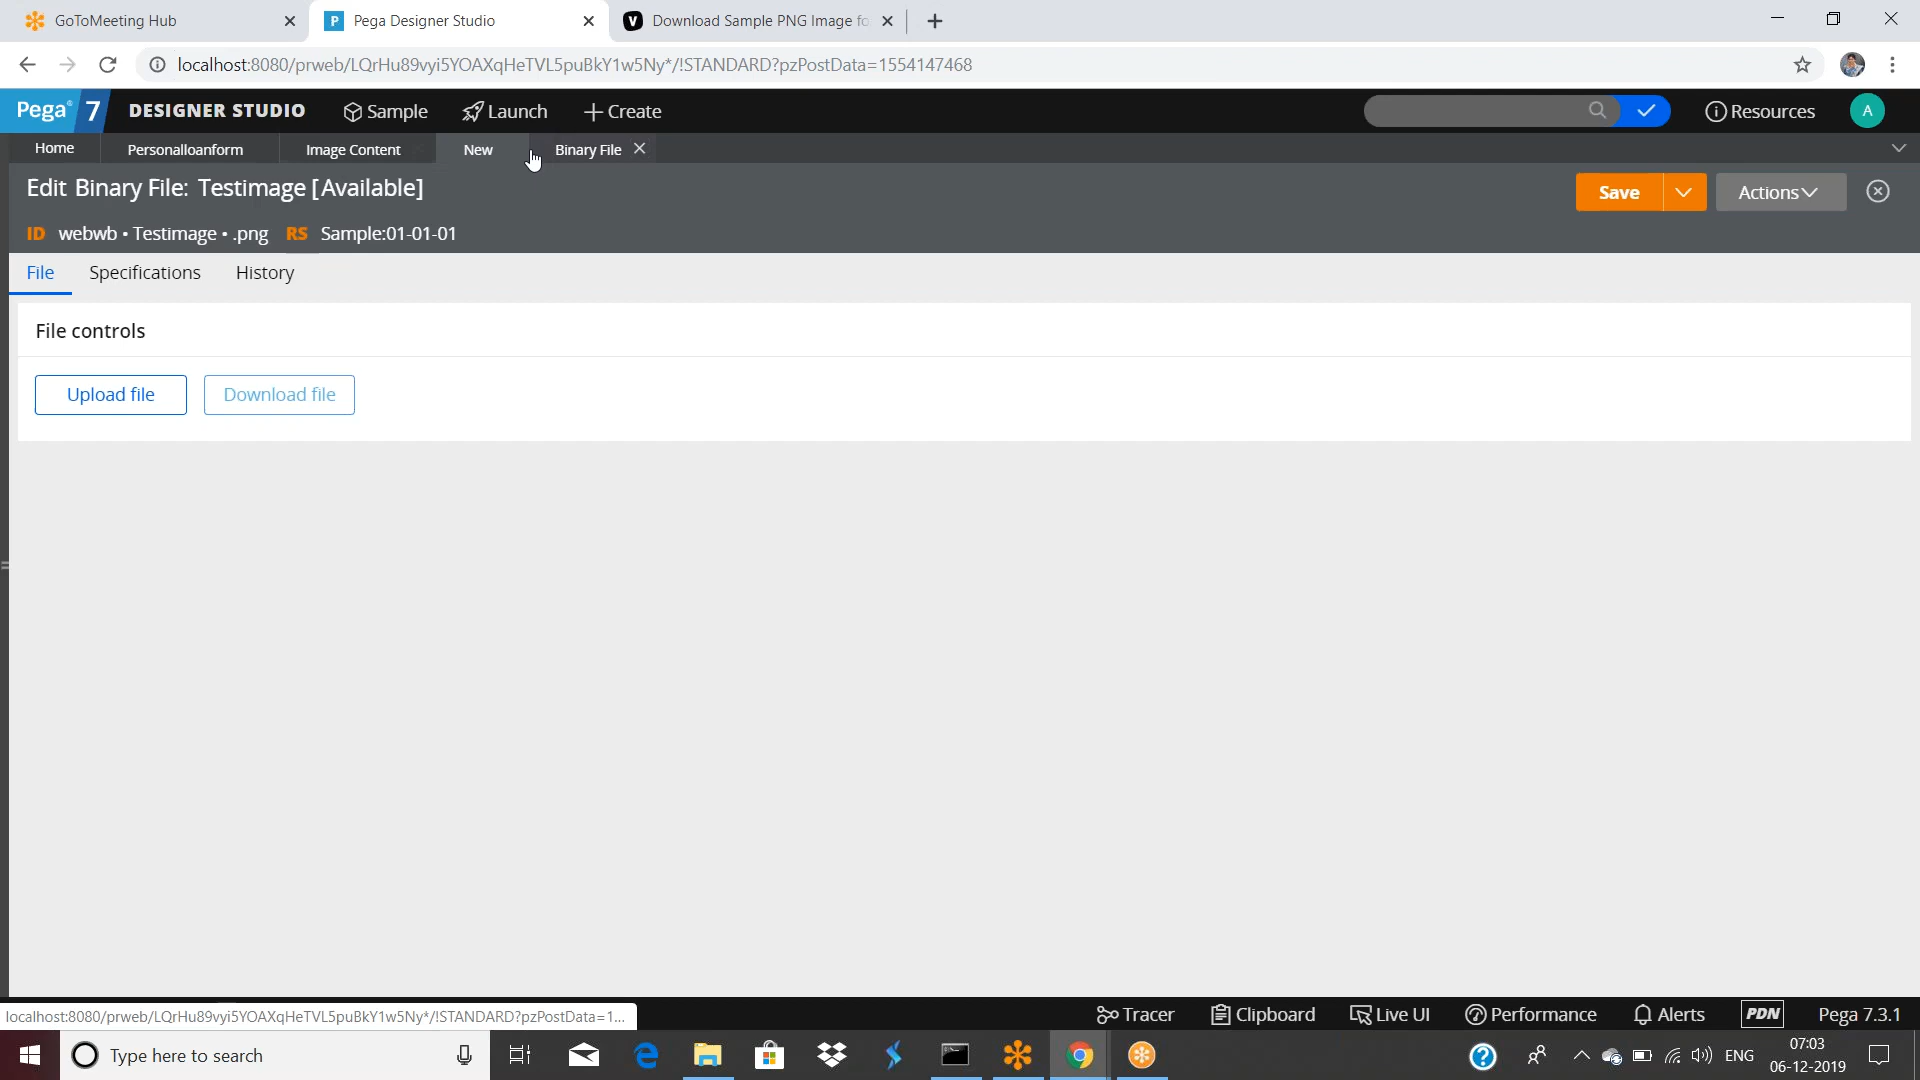 GoToMeeting Hub
Pega Designer Studio
Download Sample PNG Image fo
localhost:8080/prweb/LQrHu89vyi5YOAXqHeTVL5puBkY1w5Ny*/!STANDARD?pzPostData=1554147468
Pega 7 DESIGNER STUDIO Sample Launch + Create Resources A
Home Personalloanform Image Content New Binary File
Edit Binary File: Testimage [Available]
Save Actions
ID webwb • Testimage • .png RS Sample:01-01-01
File Specifications History
File controls
Upload file Download file
localhost:8080/prweb/LQrHu89vyi5YOAXqHeTVL5puBkY1w5Ny*/!STANDARD?pzPostData=1...
Tracer Clipboard Live UI Performance Alerts PDN Pega 7.3.1
Type here to search
ENG
07:03
06-12-2019